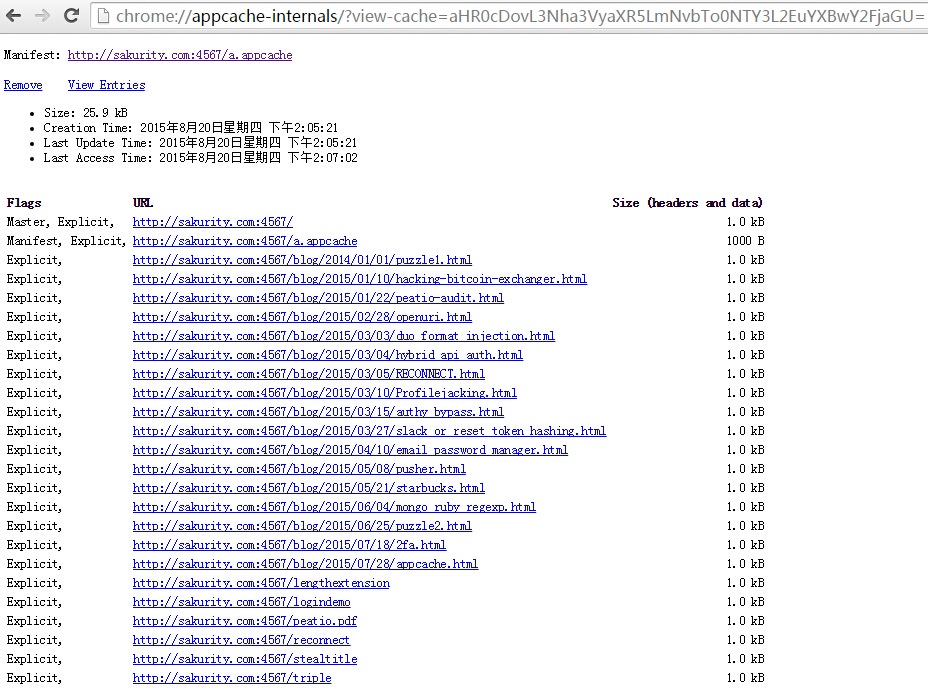 chrome://appcache-internals/?view-cache=aHR0cDovL3Nha3VyaXR5LmNvbTo0NTY3L2EuYXBwY2FjaGU=
Manifest: http://sakurity.com:4567/a.appcache
Remove View Entries
Size: 25.9 kB
Creation Time: 2015年8月20日星期四 下午2:05:21
Last Update Time: 2015年8月20日星期四 下午2:05:21
Last Access Time: 2015年8月20日星期四 下午2:07:02
Flags URL Size (headers and data)
Master, Explicit, http://sakurity.com:4567/ 1.0 kB
Manifest, Explicit, http://sakurity.com:4567/a.appcache 1000 B
Explicit, http://sakurity.com:4567/blog/2014/01/01/puzzle1.html 1.0 kB
Explicit, http://sakurity.com:4567/blog/2015/01/10/hacking-bitcoin-exchanger.html 1.0 kB
Explicit, http://sakurity.com:4567/blog/2015/01/22/peatio-audit.html 1.0 kB
Explicit, http://sakurity.com:4567/blog/2015/02/28/openuri.html 1.0 kB
Explicit, http://sakurity.com:4567/blog/2015/03/03/duo_format_injection.html 1.0 kB
Explicit, http://sakurity.com:4567/blog/2015/03/04/hybrid_api_auth.html 1.0 kB
Explicit, http://sakurity.com:4567/blog/2015/03/05/RECONNECT.html 1.0 kB
Explicit, http://sakurity.com:4567/blog/2015/03/10/Profilejacking.html 1.0 kB
Explicit, http://sakurity.com:4567/blog/2015/03/15/authy_bypass.html 1.0 kB
Explicit, http://sakurity.com:4567/blog/2015/03/27/slack_or_reset_token_hashing.html 1.0 kB
Explicit, http://sakurity.com:4567/blog/2015/04/10/email_password_manager.html 1.0 kB
Explicit, http://sakurity.com:4567/blog/2015/05/08/pusher.html 1.0 kB
Explicit, http://sakurity.com:4567/blog/2015/05/21/starbucks.html 1.0 kB
Explicit, http://sakurity.com:4567/blog/2015/06/04/mongo_ruby_regexp.html 1.0 kB
Explicit, http://sakurity.com:4567/blog/2015/06/25/puzzle2.html 1.0 kB
Explicit, http://sakurity.com:4567/blog/2015/07/18/2fa.html 1.0 kB
Explicit, http://sakurity.com:4567/blog/2015/07/28/appcache.html 1.0 kB
Explicit, http://sakurity.com:4567/lengthextension 1.0 kB
Explicit, http://sakurity.com:4567/logindemo 1.0 kB
Explicit, http://sakurity.com:4567/peatio.pdf 1.0 kB
Explicit, http://sakurity.com:4567/reconnect 1.0 kB
Explicit, http://sakurity.com:4567/stealtitle 1.0 kB
Explicit, http://sakurity.com:4567/triple 1.0 kB